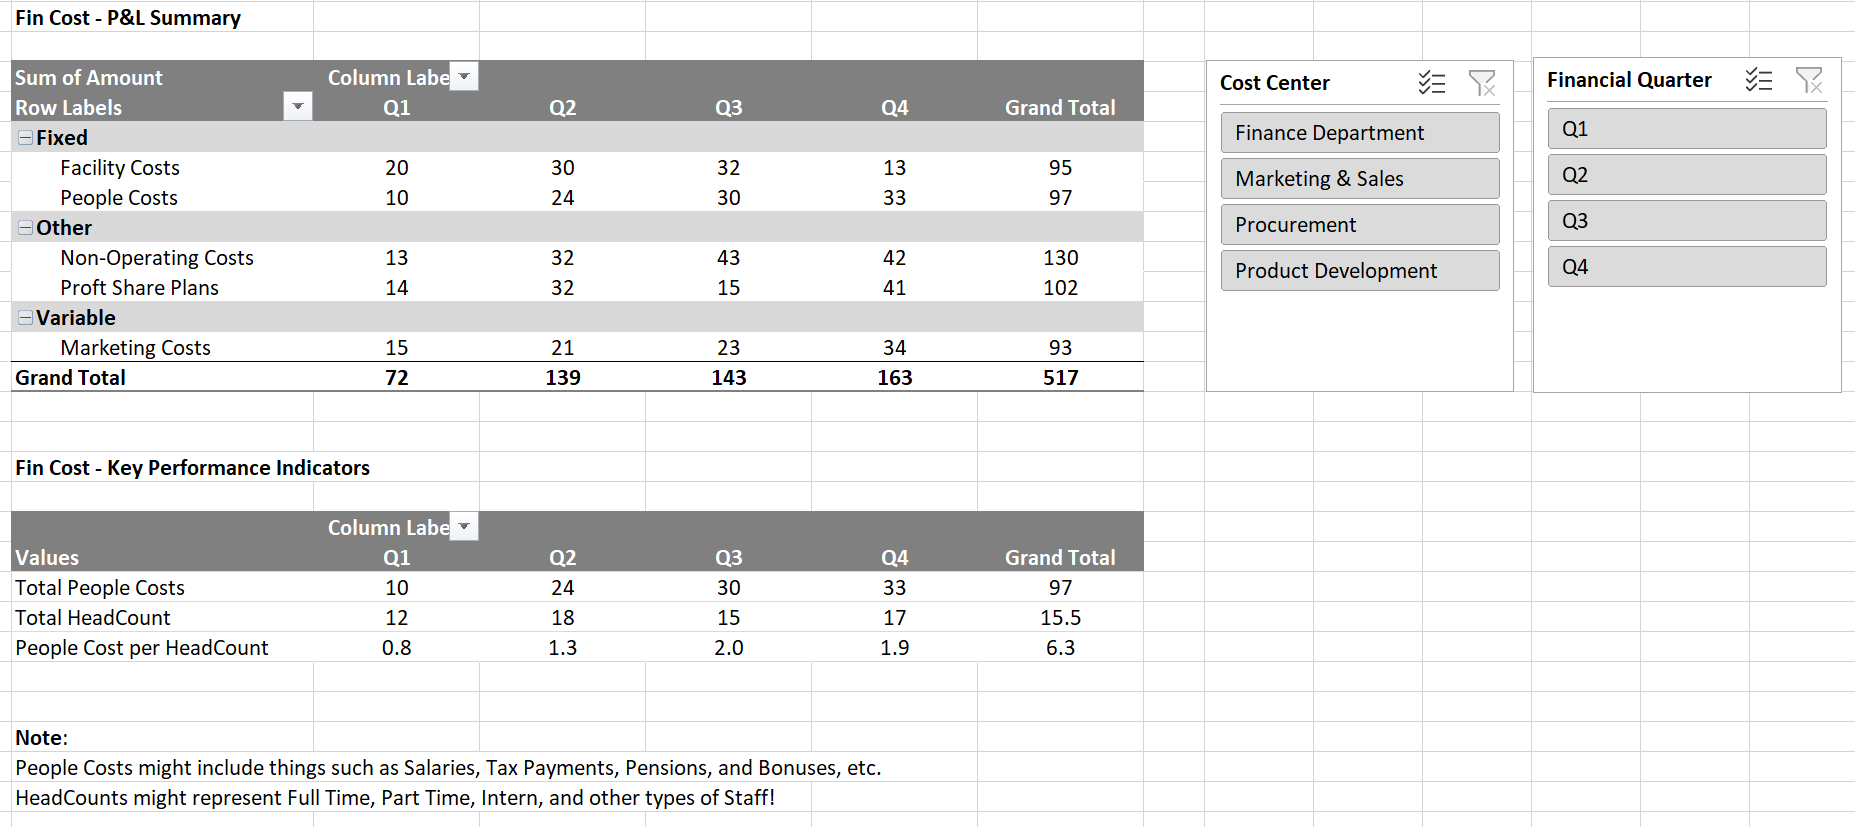 Fin Cost - P&L Summary
Sum of Amount Column Labe
Row Labels Q1 Q2 Q3 Q4 Grand Total
Fixed
Facility Costs 20 30 32 13 95
People Costs 10 24 30 33 97
Other
Non-Operating Costs 13 32 43 42 130
Proft Share Plans 14 32 15 41 102
Variable
Marketing Costs 15 21 23 34 93
Grand Total 72 139 143 163 517
Cost Center
Finance Department
Marketing & Sales
Procurement
Product Development
Financial Quarter
Q1
Q2
Q3
Q4
Fin Cost - Key Performance Indicators
Column Labe
Values Q1 Q2 Q3 Q4 Grand Total
Total People Costs 10 24 30 33 97
Total HeadCount 12 18 15 17 15.5
People Cost per HeadCount 0.8 1.3 2.0 1.9 6.3
Note:
People Costs might include things such as Salaries, Tax Payments, Pensions, and Bonuses, etc.
HeadCounts might represent Full Time, Part Time, Intern, and other types of Staff!